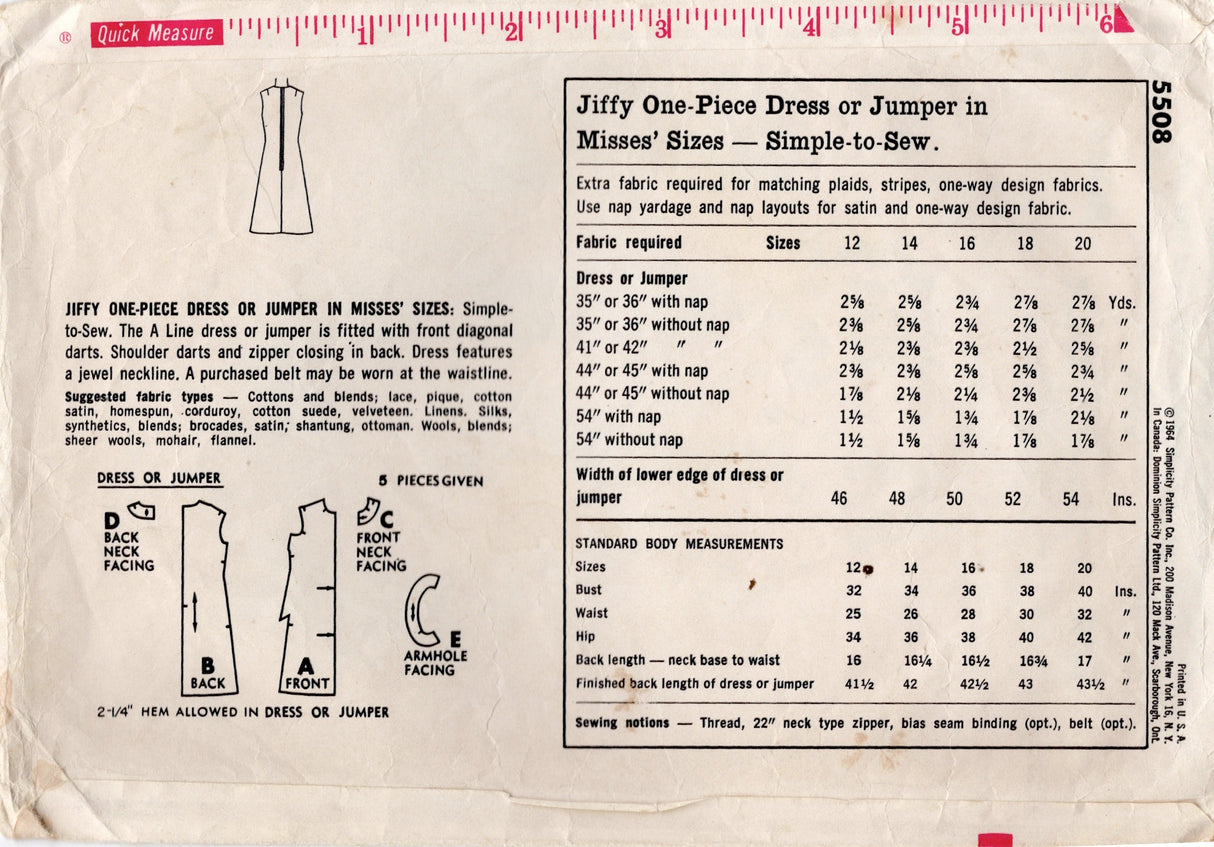 ® Quick Measure 1 2 3 4 5 6
JIFFY ONE-PIECE DRESS OR JUMPER IN MISSES' SIZES: Simple-
to-Sew. The A Line dress or jumper is fitted with front diagonal
darts. Shoulder darts and zipper closing in back. Dress features
a jewel neckline. A purchased belt may be worn at the waistline.
Suggested fabric types — Cottons and blends; lace, pique, cotton
satin, homespun, corduroy, cotton suede, velveteen. Linens. Silks,
synthetics, blends; brocades, satin; shantung, ottoman. Wools, blends;
sheer wools, mohair, flannel.
DRESS OR JUMPER
5 PIECES GIVEN
D
BACK
NECK
FACING
B
BACK
A
FRONT
C
FRONT
NECK
FACING
E
ARMHOLE
FACING
2-1/4" HEM ALLOWED IN DRESS OR JUMPER
Jiffy One-Piece Dress or Jumper in
Misses' Sizes — Simple-to-Sew.
Extra fabric required for matching plaids, stripes, one-way design fabrics.
Use nap yardage and nap layouts for satin and one-way design fabric.
Fabric required Sizes 12 14 16 18 20
Dress or Jumper
35" or 36" with nap 2⅝ 2⅝ 2¾ 2⅞ 2⅞ Yds.
35" or 36" without nap 2⅜ 2⅝ 2¾ 2⅞ 2⅞ "
41" or 42" " " 2⅛ 2⅜ 2⅜ 2½ 2⅝ "
44" or 45" with nap 2⅜ 2⅜ 2⅝ 2⅝ 2¾ "
44" or 45" without nap 1⅞ 2⅛ 2¼ 2⅜ 2½ "
54" with nap 1½ 1⅝ 1¾ 1⅞ 2⅛ "
54" without nap 1½ 1⅝ 1¾ 1⅞ 1⅞ "
Width of lower edge of dress or
jumper 46 48 50 52 54 Ins.
STANDARD BODY MEASUREMENTS
Sizes 12 14 16 18 20
Bust 32 34 36 38 40 Ins.
Waist 25 26 28 30 32 "
Hip 34 36 38 40 42 "
Back length — neck base to waist 16 16¼ 16½ 16¾ 17 "
Finished back length of dress or jumper 41½ 42 42½ 43 43½ "
Sewing notions — Thread, 22" neck type zipper, bias seam binding (opt.), belt (opt.).
5508
Printed in U. S. A.
© 1964 Simplicity Pattern Co. Inc., 200 Madison Avenue, New York 16, N. Y.
In Canada: Dominion Simplicity Pattern Ltd., 120 Mack Ave., Scarborough, Ont.